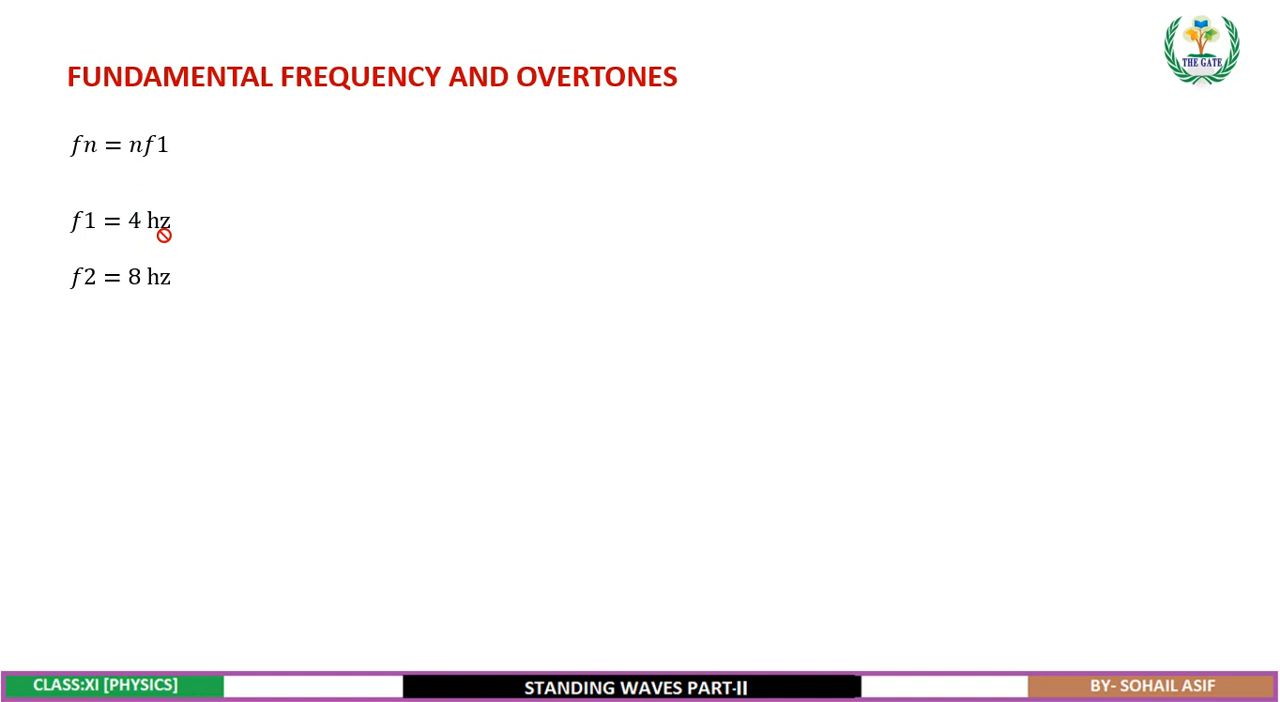 THE GATE
FUNDAMENTAL FREQUENCY AND OVERTONES
fn = nf1
f1 = 4 hz
f2 = 8 hz
CLASS:XI [PHYSICS]
STANDING WAVES PART-II
BY- SOHAIL ASIF